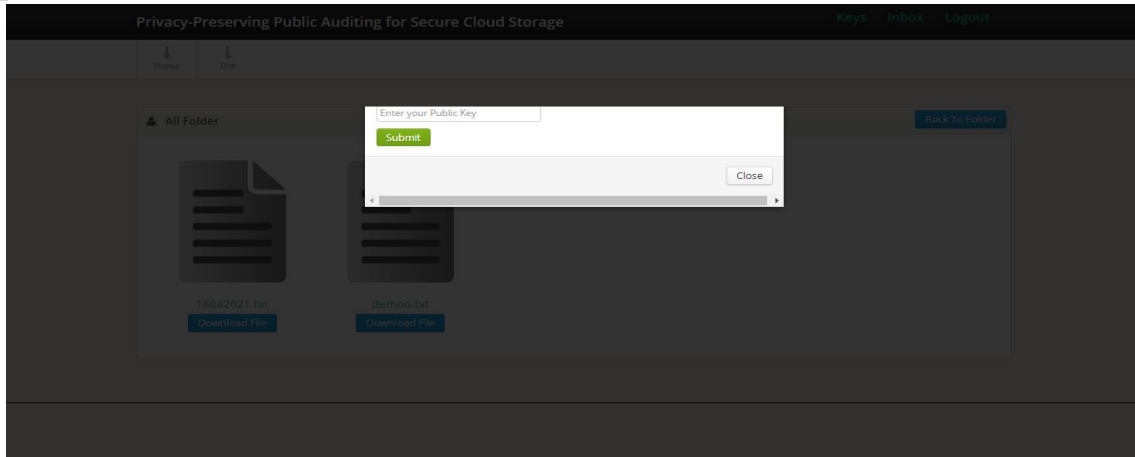 Privacy-Preserving Public Auditing for Secure Cloud Storage
Keys Inbox Logout
Home TPA
All Folder
Back To Folder
Enter your Public Key
Submit
Close
16042021.txt demoo.txt
Download File Download File